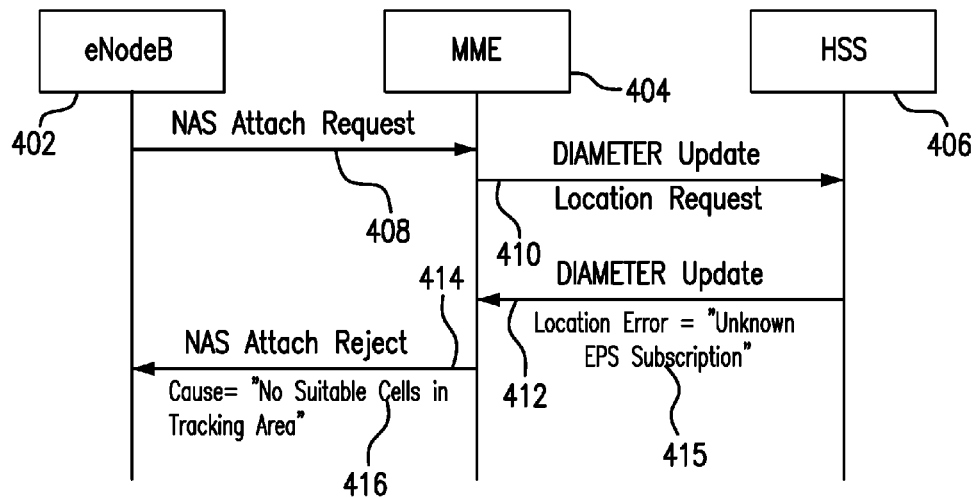 eNodeB
MME
HSS
402
404
406
NAS Attach Request
408
DIAMETER Update
Location Request
410
DIAMETER Update
414
Location Error = "Unknown
EPS Subscription"
412
415
NAS Attach Reject
Cause= "No Suitable Cells in
Tracking Area"
416